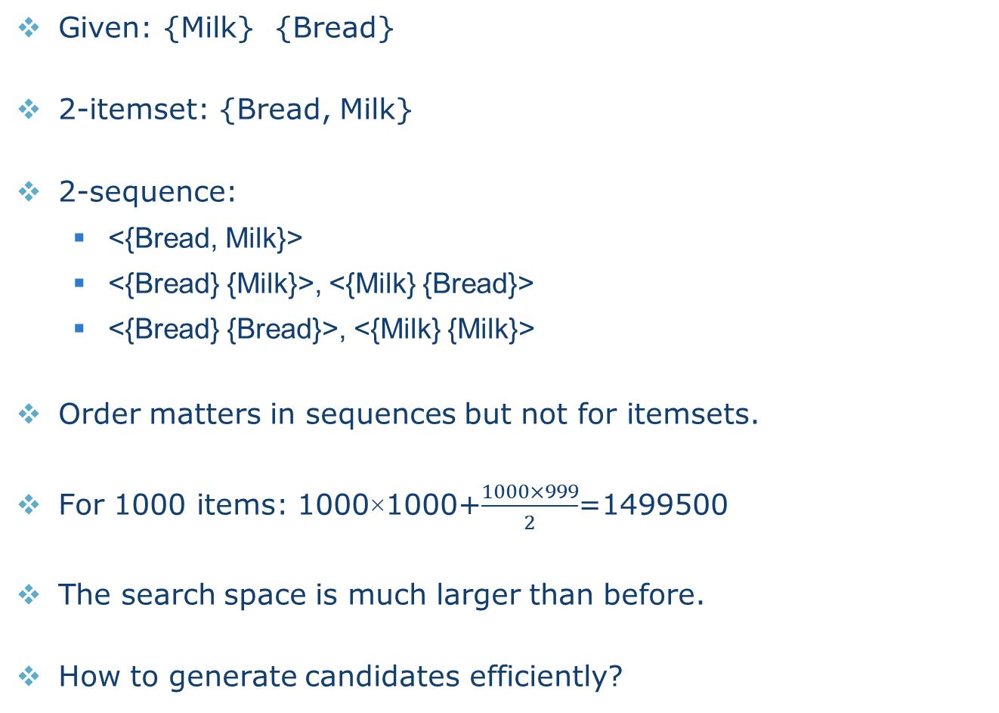 ❖ Given: {Milk} {Bread}
❖ 2-itemset: {Bread, Milk}
❖ 2-sequence:
▪ <{Bread, Milk}>
▪ <{Bread} {Milk}>, <{Milk} {Bread}>
▪ <{Bread} {Bread}>, <{Milk} {Milk}>
❖ Order matters in sequences but not for itemsets.
❖ For 1000 items: 1000×1000+\frac{1000×999}{2}=1499500
❖ The search space is much larger than before.
❖ How to generate candidates efficiently?